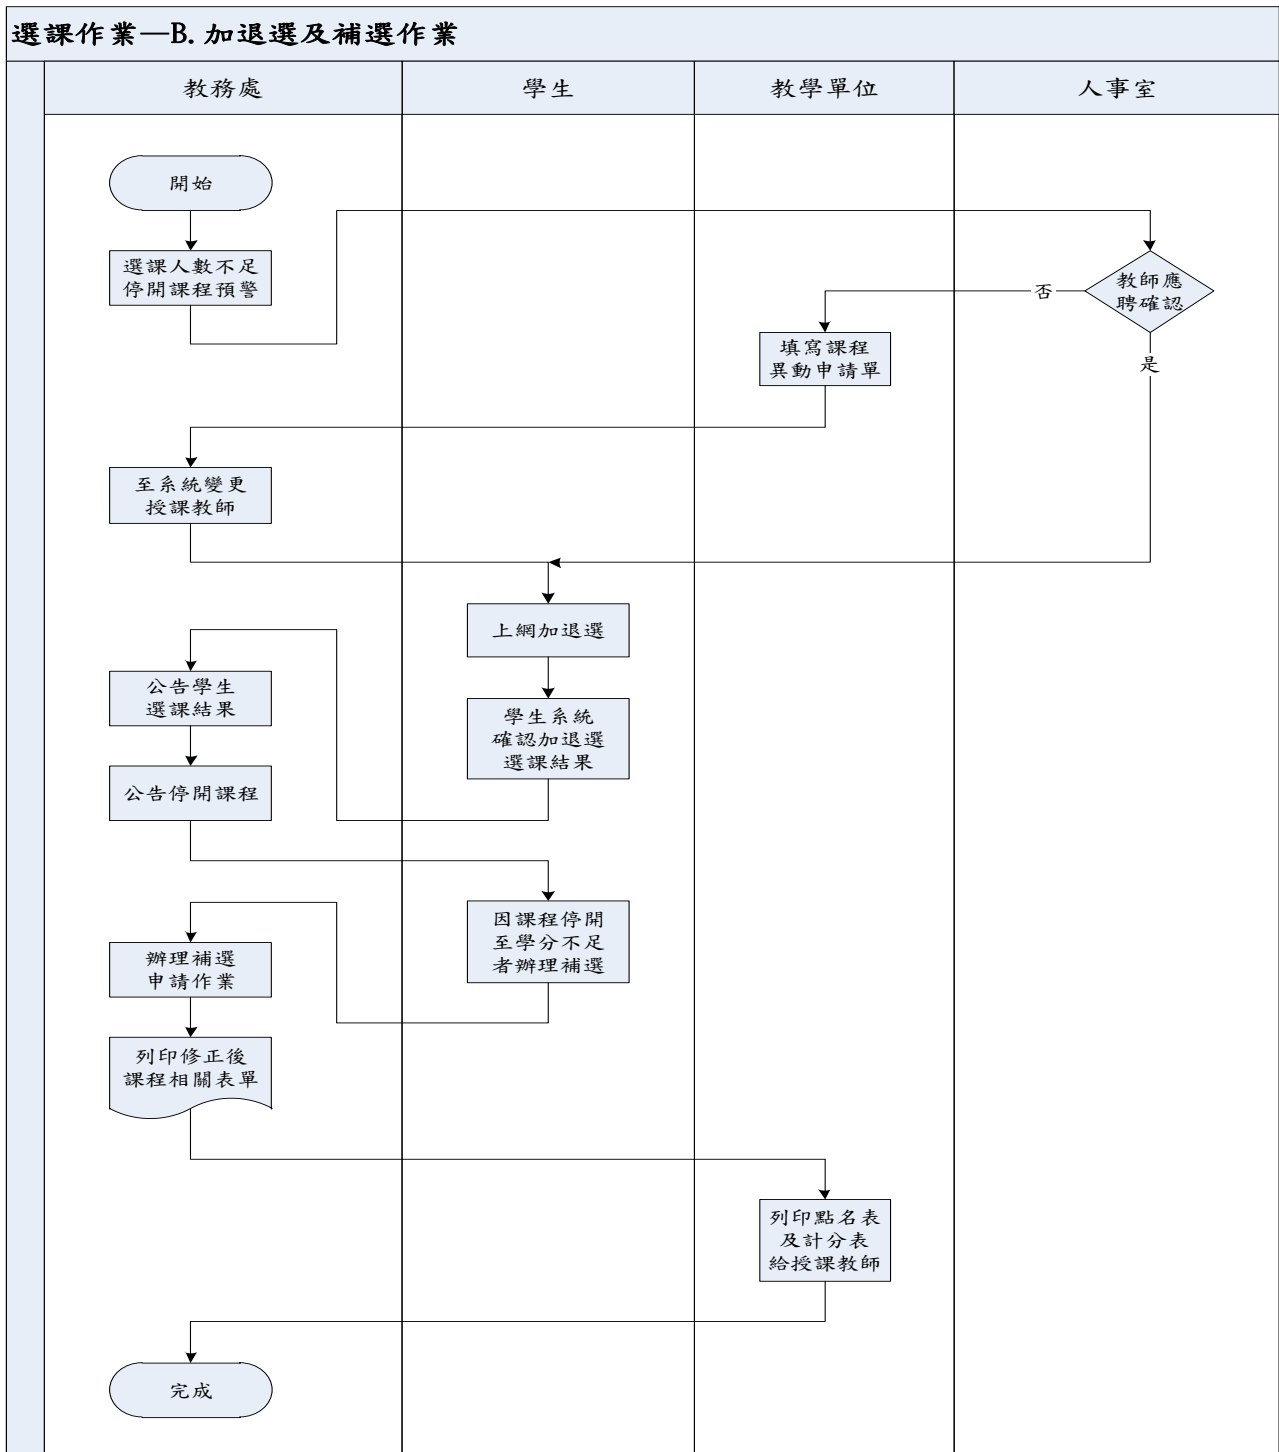 選課作業—B. 加退選及補選作業
教務處
學生
教學單位
人事室
開始
選課人數不足
停開課程預警
教師應
聘確認
否
是
填寫課程
異動申請單
至系統變更
授課教師
上網加退選
學生系統
確認加退選
選課結果
公告學生
選課結果
公告停開課程
因課程停開
至學分不足
者辦理補選
辦理補選
申請作業
列印修正後
課程相關表單
列印點名表
及計分表
給授課教師
完成